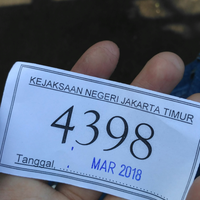 KEJAKSAAN NEGERI JAKARTA TIMUR
4398
Tanggal, MAR 2018